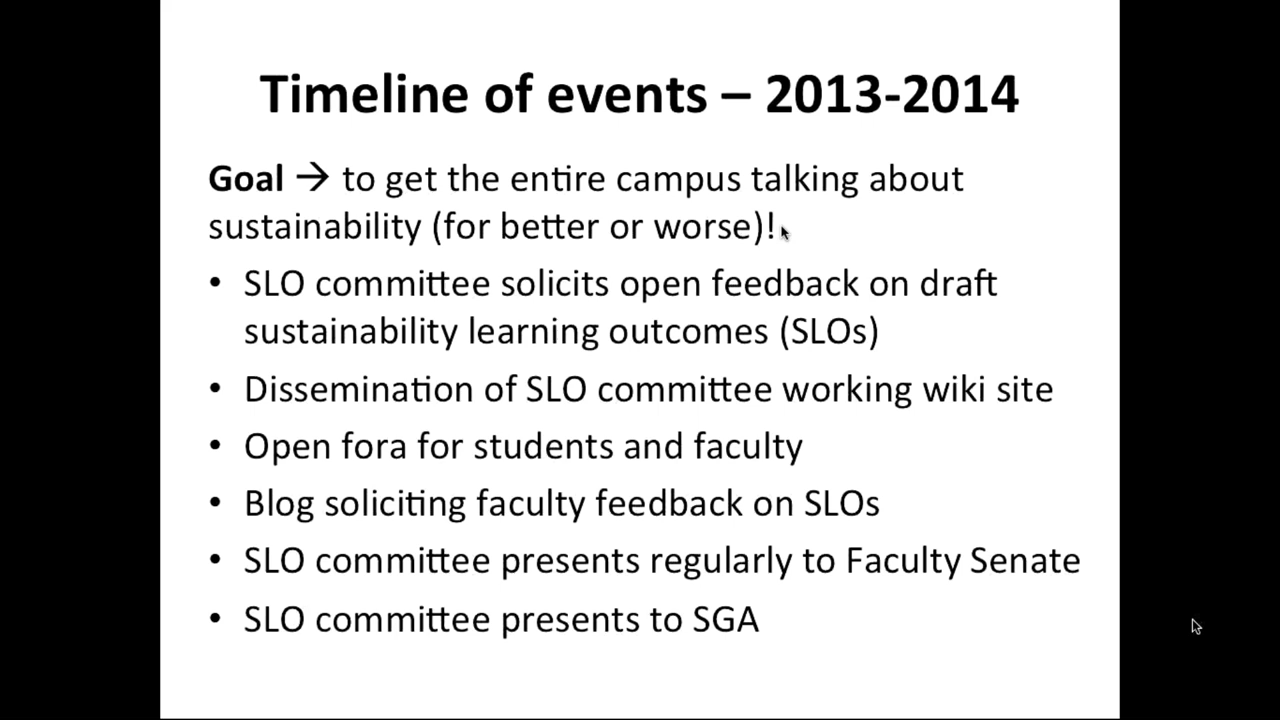 Timeline of events – 2013-2014
Goal → to get the entire campus talking about
sustainability (for better or worse)!
• SLO committee solicits open feedback on draft
sustainability learning outcomes (SLOs)
• Dissemination of SLO committee working wiki site
• Open fora for students and faculty
• Blog soliciting faculty feedback on SLOs
• SLO committee presents regularly to Faculty Senate
• SLO committee presents to SGA